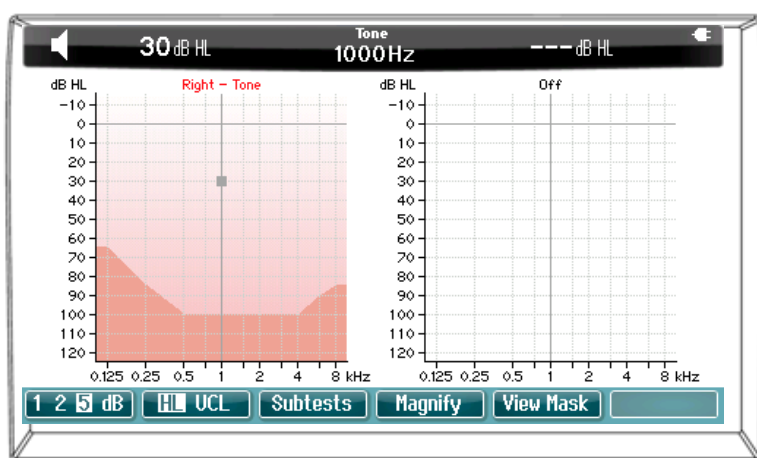 Tone
30 dB HL 1000Hz --- dB HL
dB HL Right - Tone dB HL Off
-10 -10
0 0
10 10
20 20
30 30
40 40
50 50
60 60
70 70
80 80
90 90
100 100
110 110
120 120
0.125 0.25 0.5 1 2 4 8 kHz 0.125 0.25 0.5 1 2 4 8 kHz
1 2 5 dB HL UCL Subtests Magnify View Mask